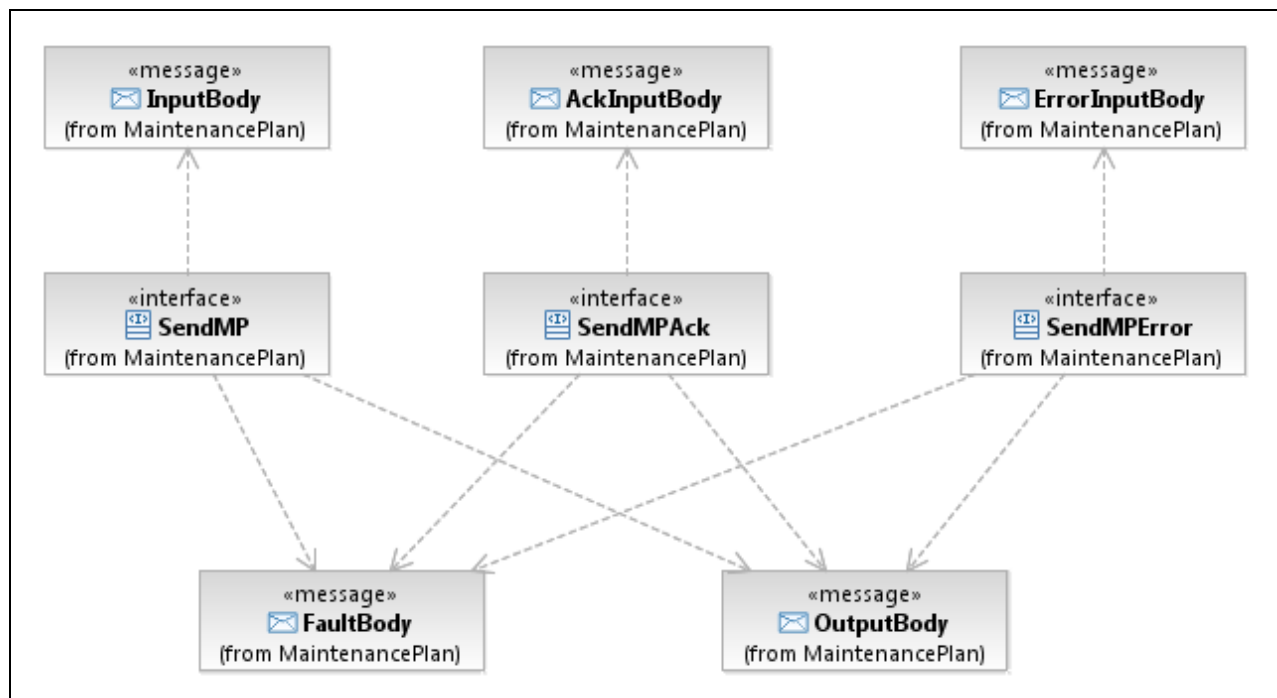 «message»
InputBody
(from MaintenancePlan)
«message»
AckInputBody
(from MaintenancePlan)
«message»
ErrorInputBody
(from MaintenancePlan)
«interface»
SendMP
(from MaintenancePlan)
«interface»
SendMPAck
(from MaintenancePlan)
«interface»
SendMPError
(from MaintenancePlan)
«message»
FaultBody
(from MaintenancePlan)
«message»
OutputBody
(from MaintenancePlan)